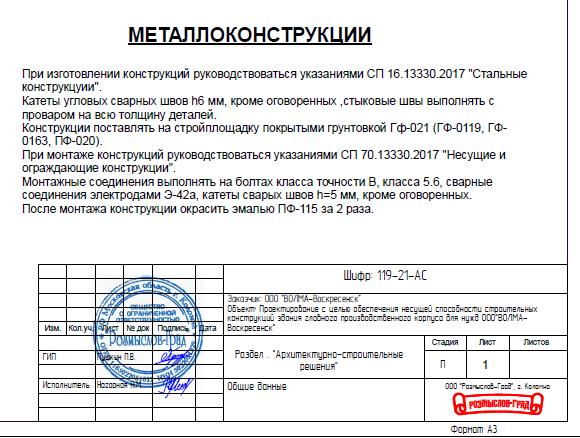 МЕТАЛЛОКОНСТРУКЦИИ
При изготовлении конструкций руководствоваться указаниями СП 16.13330.2017 "Стальные
конструкцуии".
Катеты угловых сварных швов h6 мм, кроме оговоренных ,стыковые швы выполнять с
проваром на всю толщину деталей.
Конструкции поставлять на стройплощадку покрытыми грунтовкой Гф-021 (ГФ-0119, ГФ-
0163, ПФ-020).
При монтаже конструкций руководствоваться указаниями СП 70.13330.2017 "Несущие и
ограждающие конструкции".
Монтажные соединения выполнять на болтах класса точности В, класса 5.6, сварные
соединения электродами Э-42а, катеты сварых швов h=5 мм, кроме оговоренных.
После монтажа конструкции окрасить эмалью ПФ-115 за 2 раза.
Шифр: 119-21-АС
Заказчик: ООО "ВОЛМА-Воскресенск"
Объект: Проектирование с целью обеспечения несущей способности строительных
конструкций здания главного производственного корпуса для нужд ООО"ВОЛМА-
Воскресенск"
Изм. Кол.уч. Лист № док Подпись Дата
ГИП П.В.
Исполнитель Нагорная
Раздел . "Архитектурно-строительные
решения"
Стадия Лист Листов
П 1
Общие данные
ООО "Розмыслов-Град", г. Коломна
РОЗМЫСЛОВ-ГРАД
Формат А3
Московская область г. Коломна
ОБЩЕСТВО
С ОГРАНИЧЕННОЙ
ОТВЕТСТВЕННОСТЬЮ
Розмыслов-Град